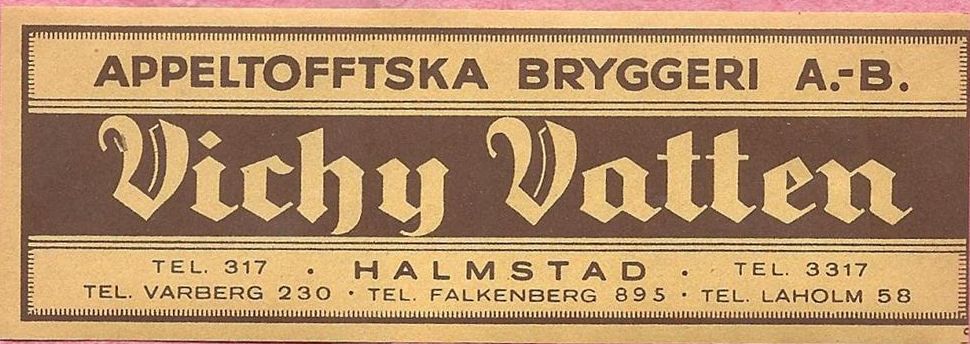 APPELTOFFTSKA BRYGGERI A.-B.
Vichy Vatten
TEL. 317 · HALMSTAD · TEL. 3317
TEL. VARBERG 230 · TEL. FALKENBERG 895 · TEL. LAHOLM 58